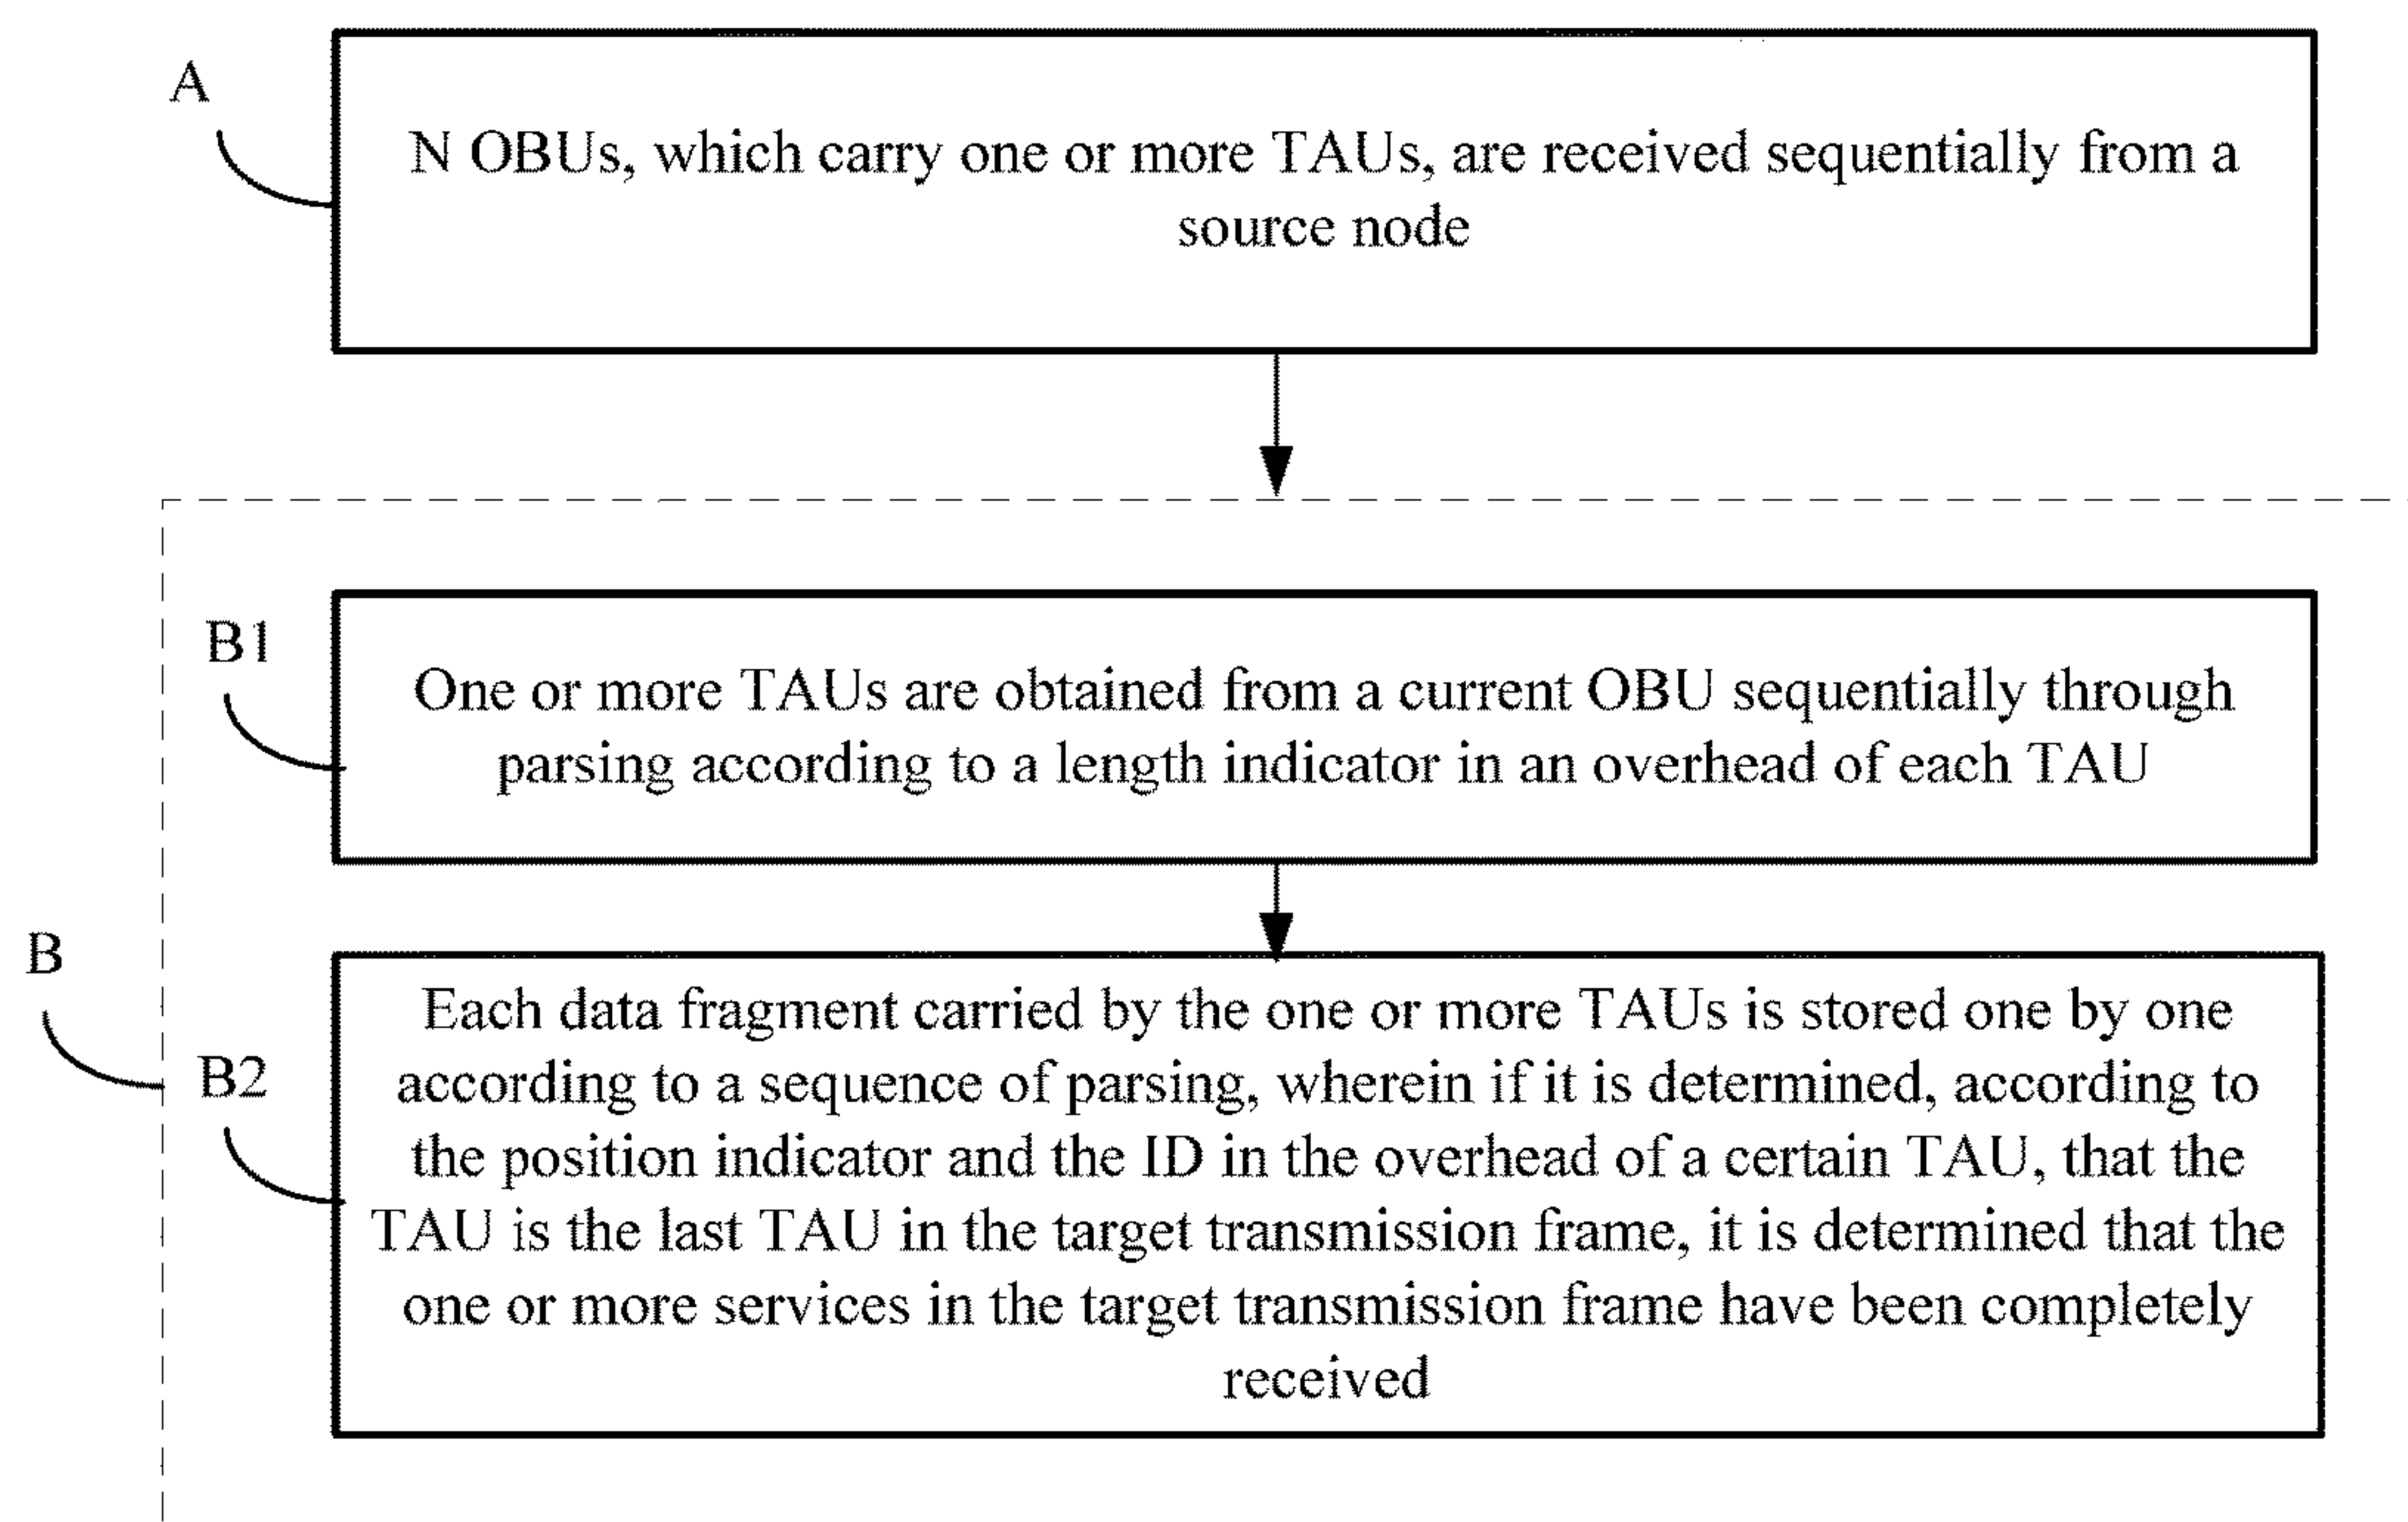 A
N OBUs, which carry one or more TAUs, are received sequentially from a
source node
B1
One or more TAUs are obtained from a current OBU sequentially through
parsing according to a length indicator in an overhead of each TAU
B
B2
Each data fragment carried by the one or more TAUs is stored one by one
according to a sequence of parsing, wherein if it is determined, according to
the position indicator and the ID in the overhead of a certain TAU, that the
TAU is the last TAU in the target transmission frame, it is determined that the
one or more services in the target transmission frame have been completely
received